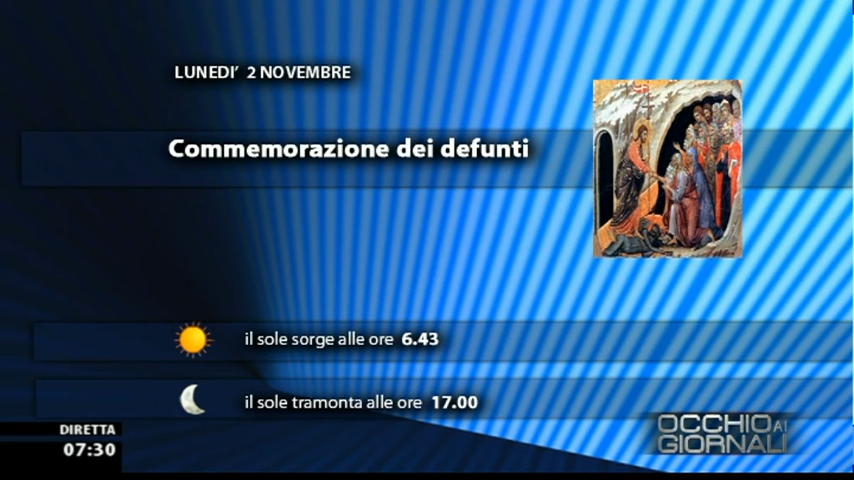 LUNEDI' 2 NOVEMBRE
Commemorazione dei defunti
il sole sorge alle ore 6.43
il sole tramonta alle ore 17.00
DIRETTA
07:30
OCCHIO AI
GIORNALI